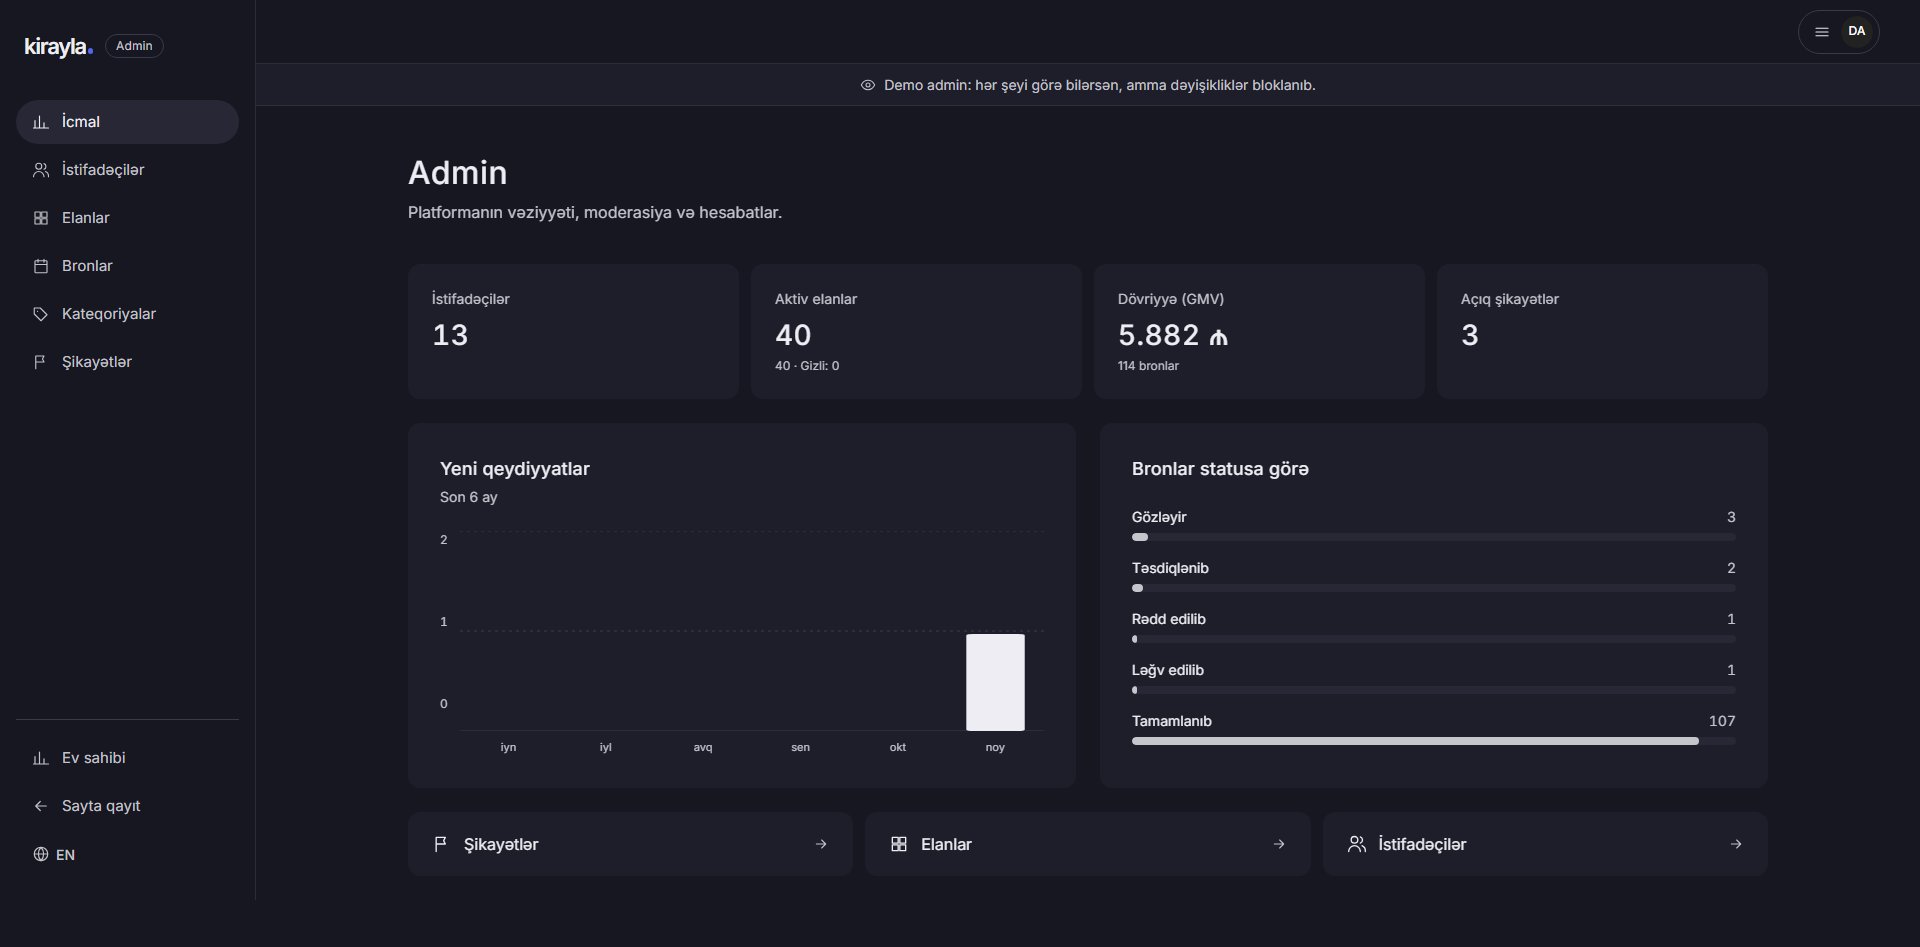 kirayla.
Admin
DA
Demo admin: hər şeyi görə bilərsən, amma dəyişikliklər bloklanıb.
İcmal
İstifadəçilər
Elanlar
Bronlar
Kateqoriyalar
Şikayətlər
Ev sahibi
Sayta qayıt
EN
Admin
Platformanın vəziyyəti, moderasiya və hesabatlar.
İstifadəçilər
13
Aktiv elanlar
40
40 · Gizli: 0
Dövriyyə (GMV)
5.882 ₼
114 bronlar
Açıq şikayətlər
3
Yeni qeydiyyatlar
Son 6 ay
2
1
0
iyn iyl avq sen okt noy
Bronlar statusa görə
Gözləyir 3
Təsdiqlənib 2
Rədd edilib 1
Ləğv edilib 1
Tamamlanıb 107
Şikayətlər
Elanlar
İstifadəçilər